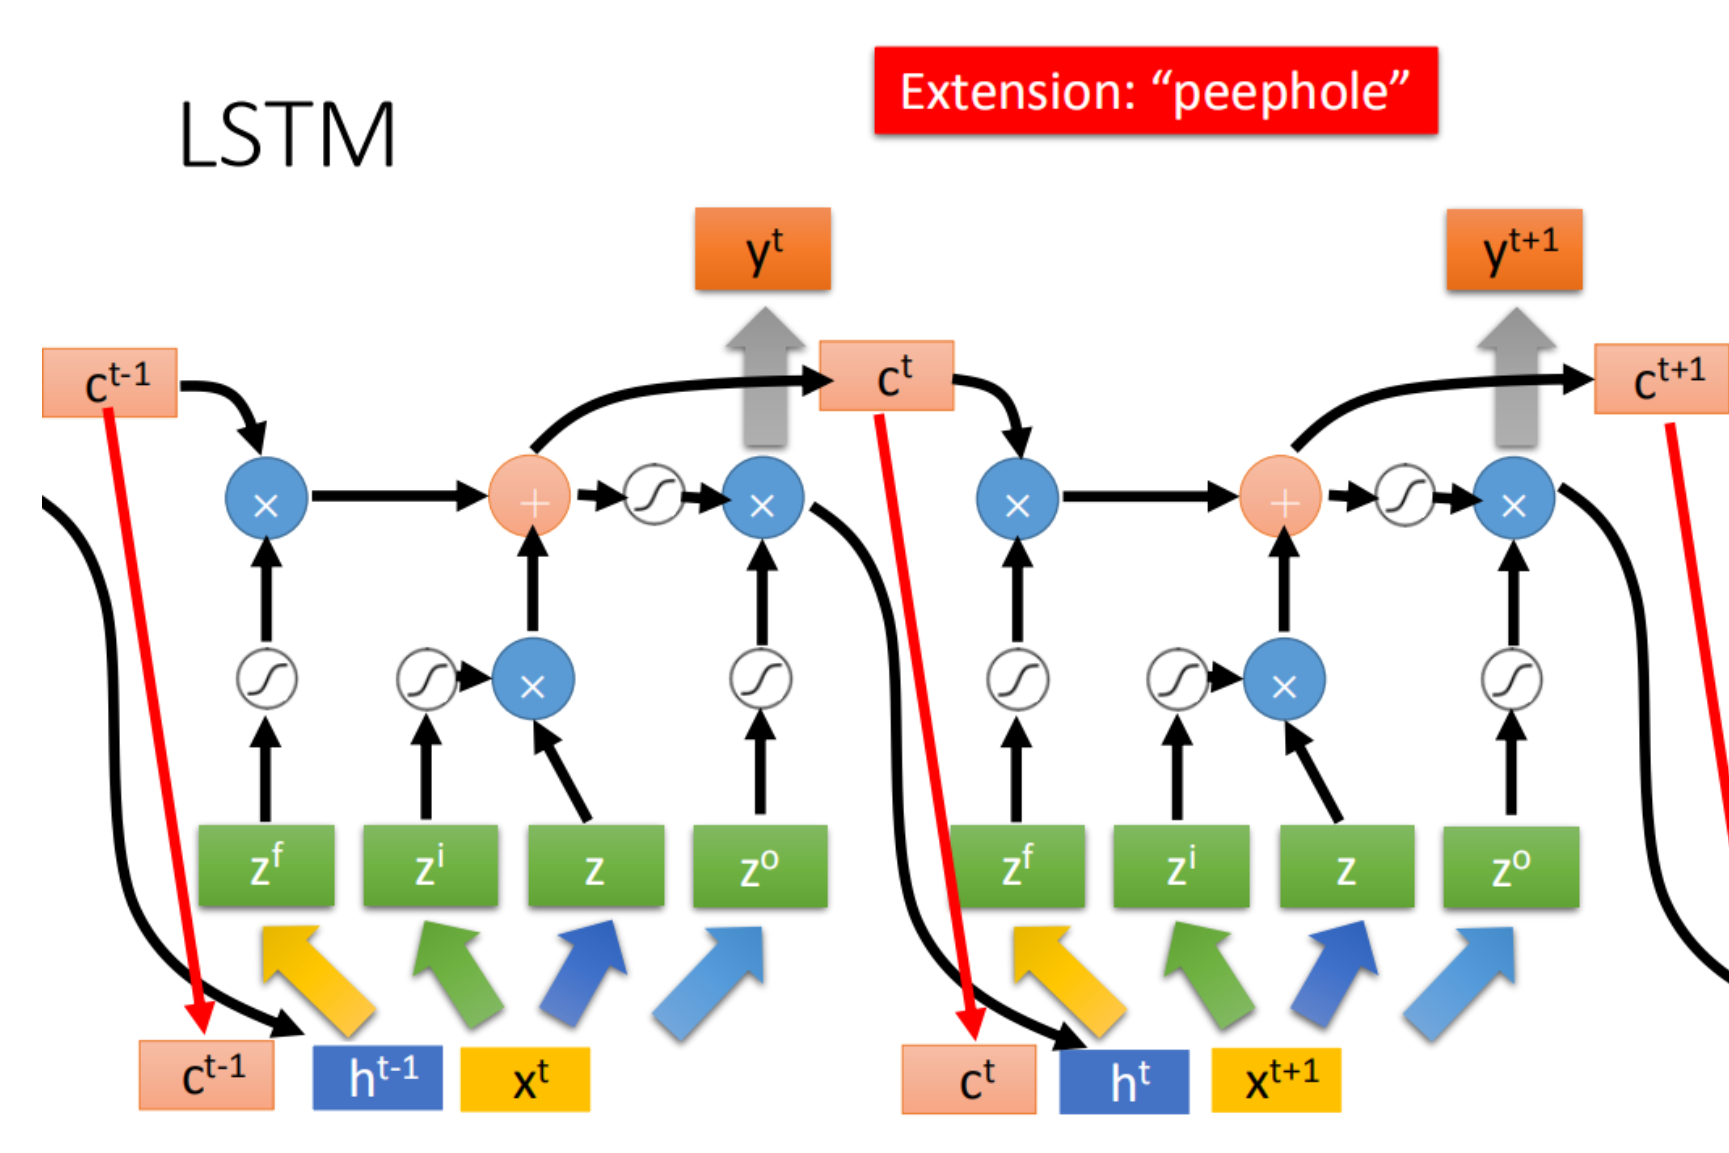 Extension: “peephole”
LSTM
y^t
y^{t+1}
c^{t-1}
c^t
c^{t+1}
×
+
×
×
+
×
×
×
z^f
z^i
z
z^o
z^f
z^i
z
z^o
c^{t-1}
h^{t-1}
x^t
c^t
h^t
x^{t+1}